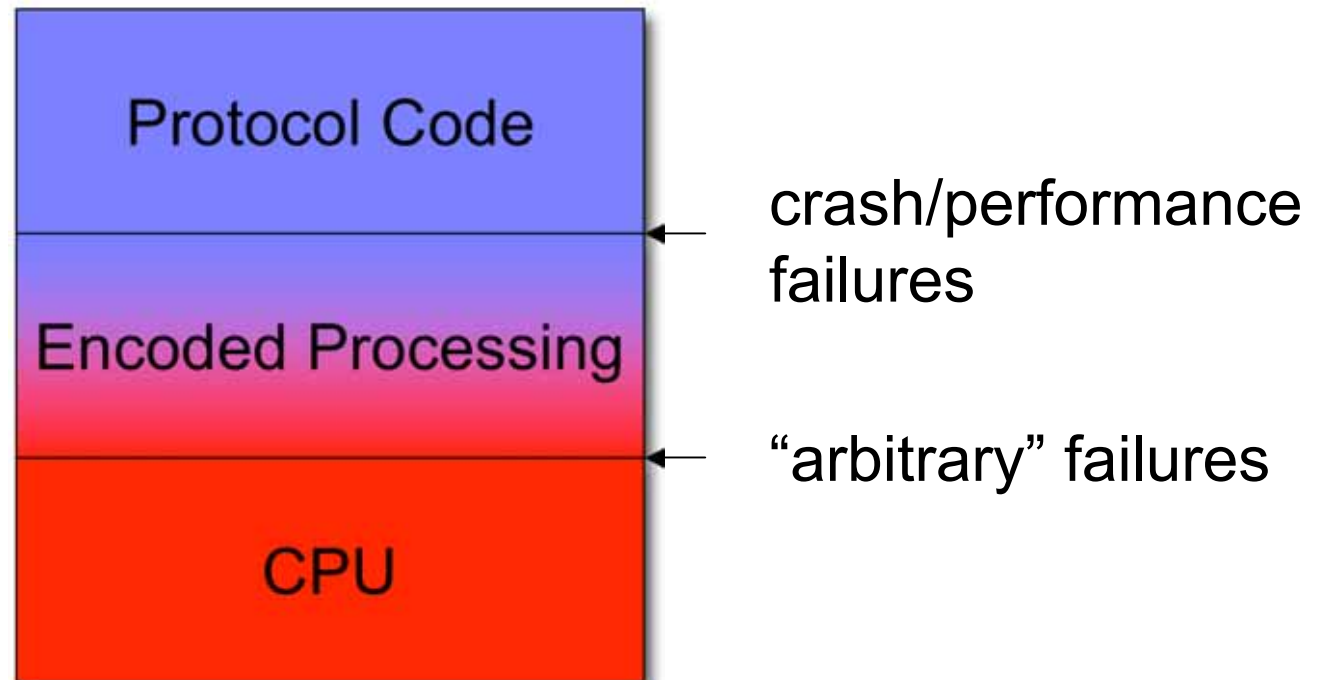 Protocol Code
crash/performance
failures
Encoded Processing
“arbitrary” failures
CPU